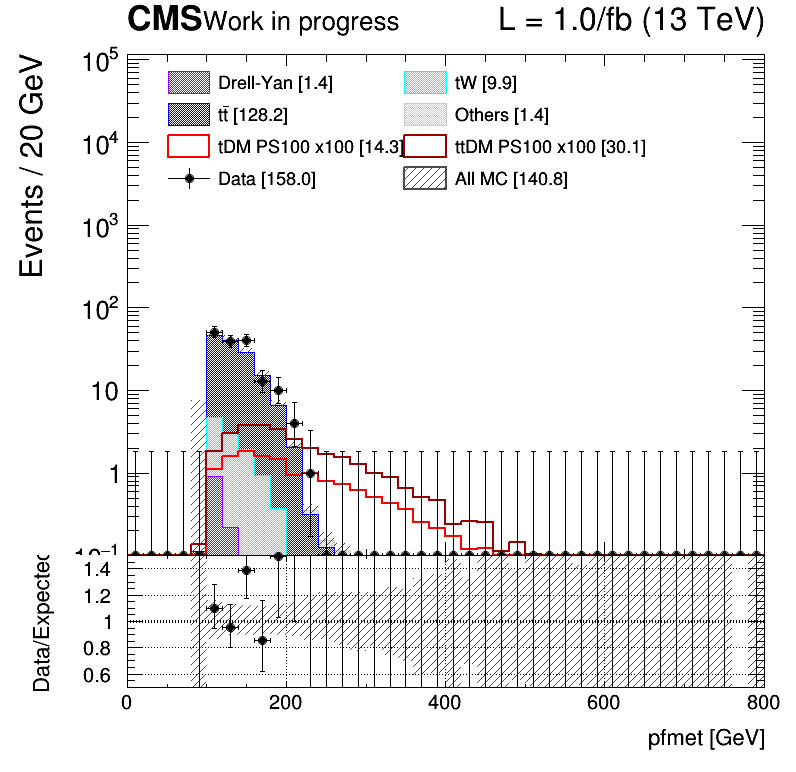 CMS Work in progress L = 1.0/fb (13 TeV)
Events / 20 GeV
10⁵
10⁴
10³
10²
10
1
10⁻¹
Drell-Yan [1.4] tW [9.9]
tt̄ [128.2] Others [1.4]
tDM PS100 x100 [14.3] ttDM PS100 x100 [30.1]
Data [158.0] All MC [140.8]
Data/Expected
1.4
1.2
1
0.8
0.6
0 200 400 600 800
pfmet [GeV]